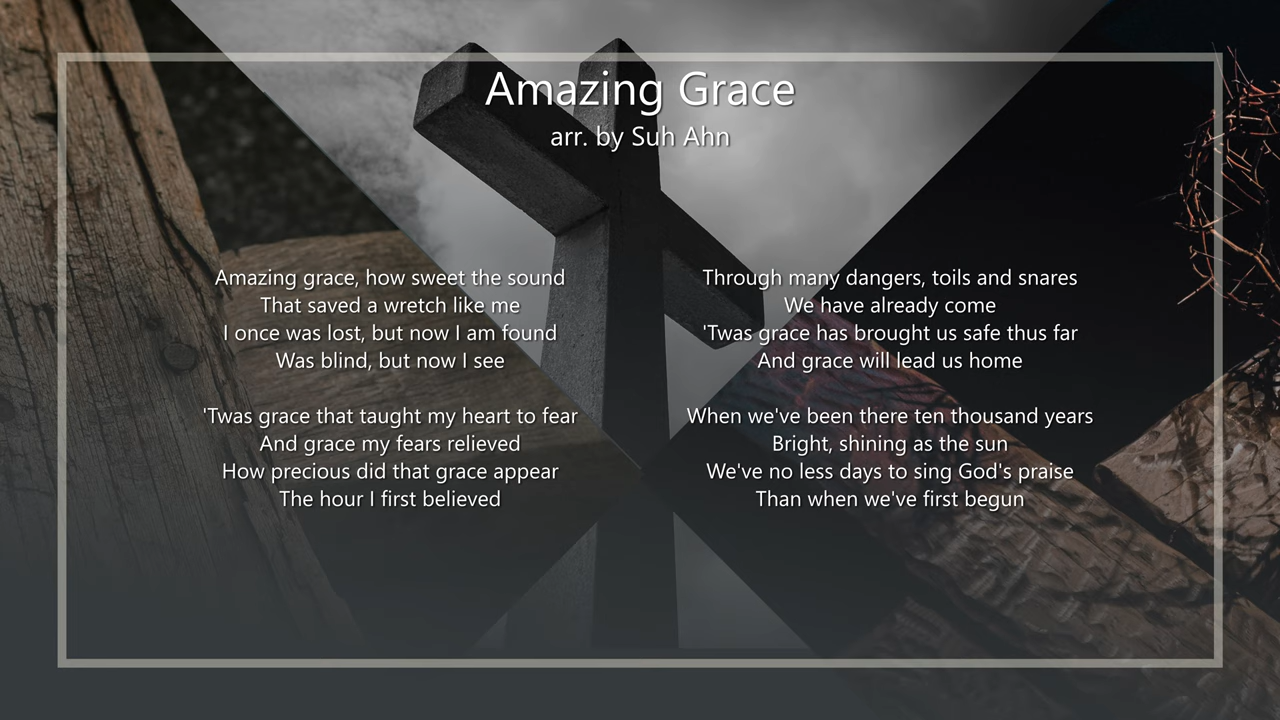 Amazing Grace
arr. by Suh Ahn
Amazing grace, how sweet the sound
That saved a wretch like me
I once was lost, but now I am found
Was blind, but now I see
'Twas grace that taught my heart to fear
And grace my fears relieved
How precious did that grace appear
The hour I first believed
Through many dangers, toils and snares
We have already come
'Twas grace has brought us safe thus far
And grace will lead us home
When we've been there ten thousand years
Bright, shining as the sun
We've no less days to sing God's praise
Than when we've first begun